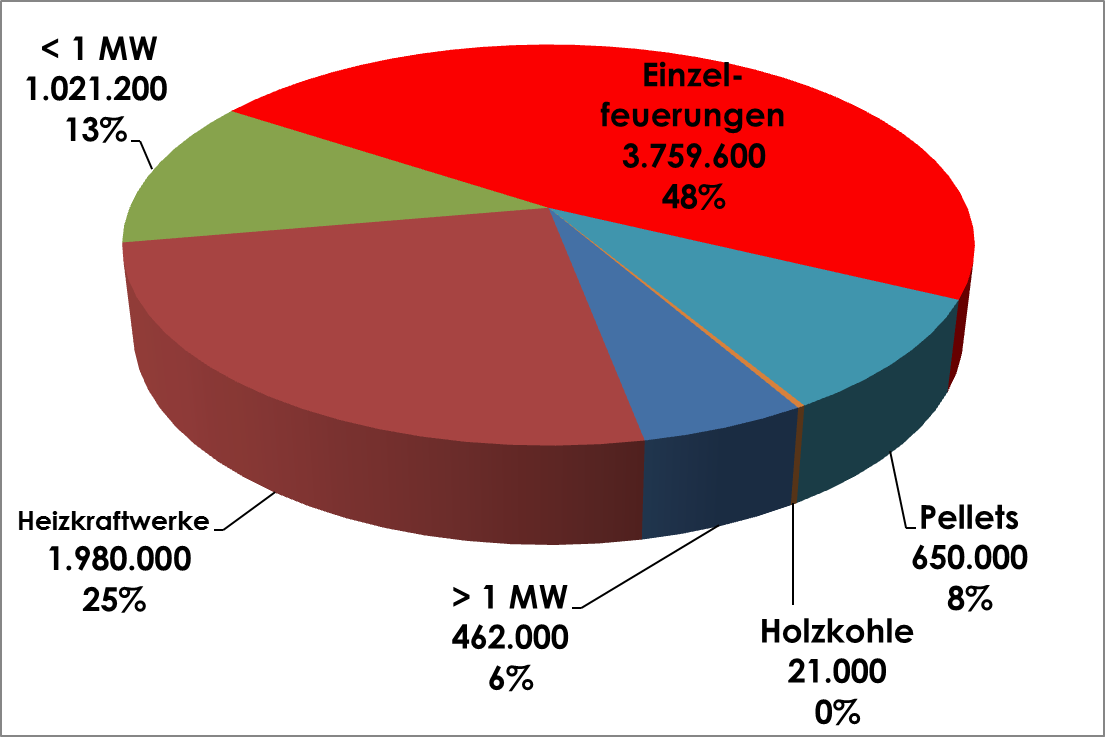 < 1 MW
1.021.200
13%
Einzel-
feuerungen
3.759.600
48%
Heizkraftwerke
1.980.000
25%
> 1 MW
462.000
6%
Holzkohle
21.000
0%
Pellets
650.000
8%